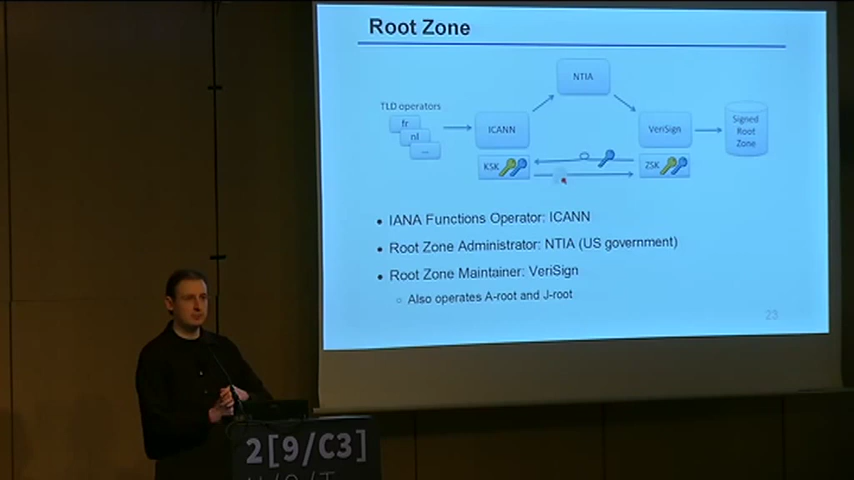 Root Zone
NTIA
TLD operators
fr
nl
...
ICANN
VeriSign
Signed
Root
Zone
KSK
ZSK
• IANA Functions Operator: ICANN
• Root Zone Administrator: NTIA (US government)
• Root Zone Maintainer: VeriSign
○ Also operates A-root and J-root
23
2[9/C3]